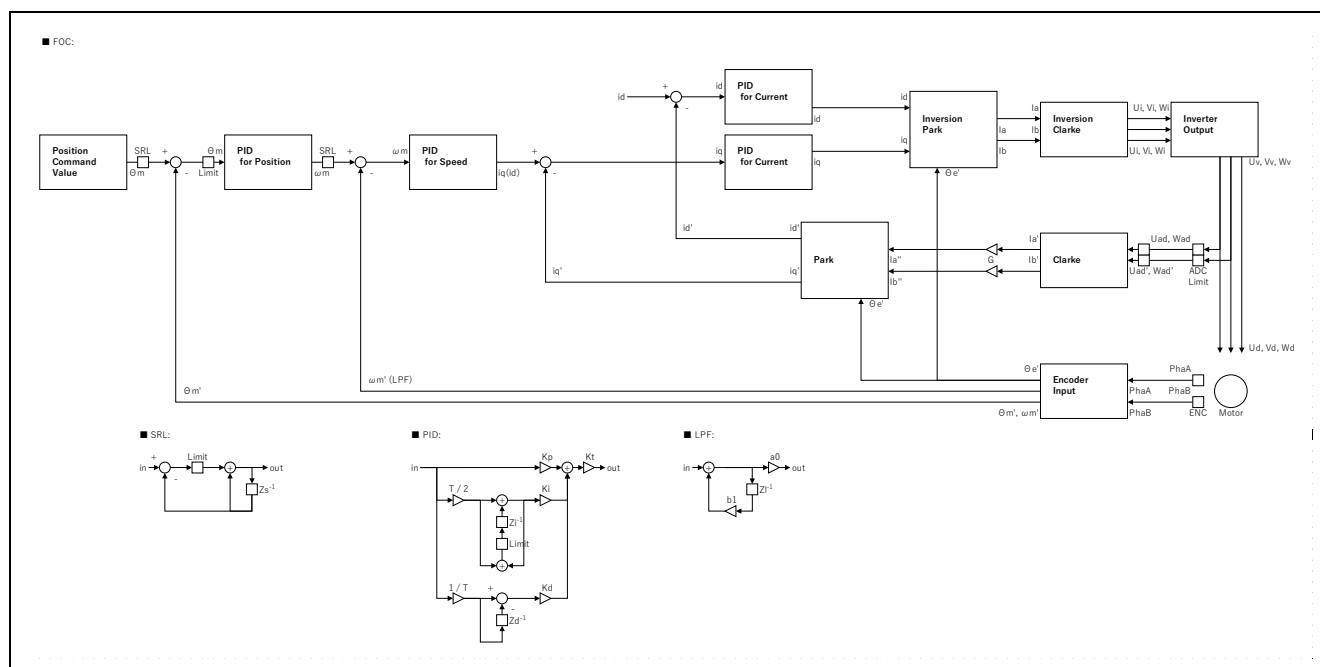 ■ FOC:
id
+
-
id
PID
for Current
id
id
Inversion
Park
iq
Ia
Ia
Ib
Ib
Inversion
Clarke
Ui, Vi, Wi
Ui, Vi, Wi
Inverter
Output
Uv, Vv, Wv
Position
Command
Value
SRL
Θm
+
-
Θm
Limit
PID
for Position
SRL
ωm
+
-
ωm
PID
for Speed
iq(id)
+
-
iq
PID
for Current
iq
Θe'
id'
id'
iq'
iq'
Park
Ia''
Ib''
G
Ia'
Ib'
Clarke
Uad, Wad
Uad', Wad'
ADC
Limit
Θe'
Ud, Vd, Wd
Θm'
ωm' (LPF)
Θe'
Θm', ωm'
Encoder
Input
PhaA
PhaA
PhaB
PhaB
ENC
Motor
■ SRL:
in
+
-
Limit
+
out
Zs-1
■ PID:
in
Kp
+
Kt
out
T / 2
+
Ki
Zi-1
Limit
+
1 / T
+
-
Kd
Zd-1
■ LPF:
in
+
a0
out
Zl-1
b1